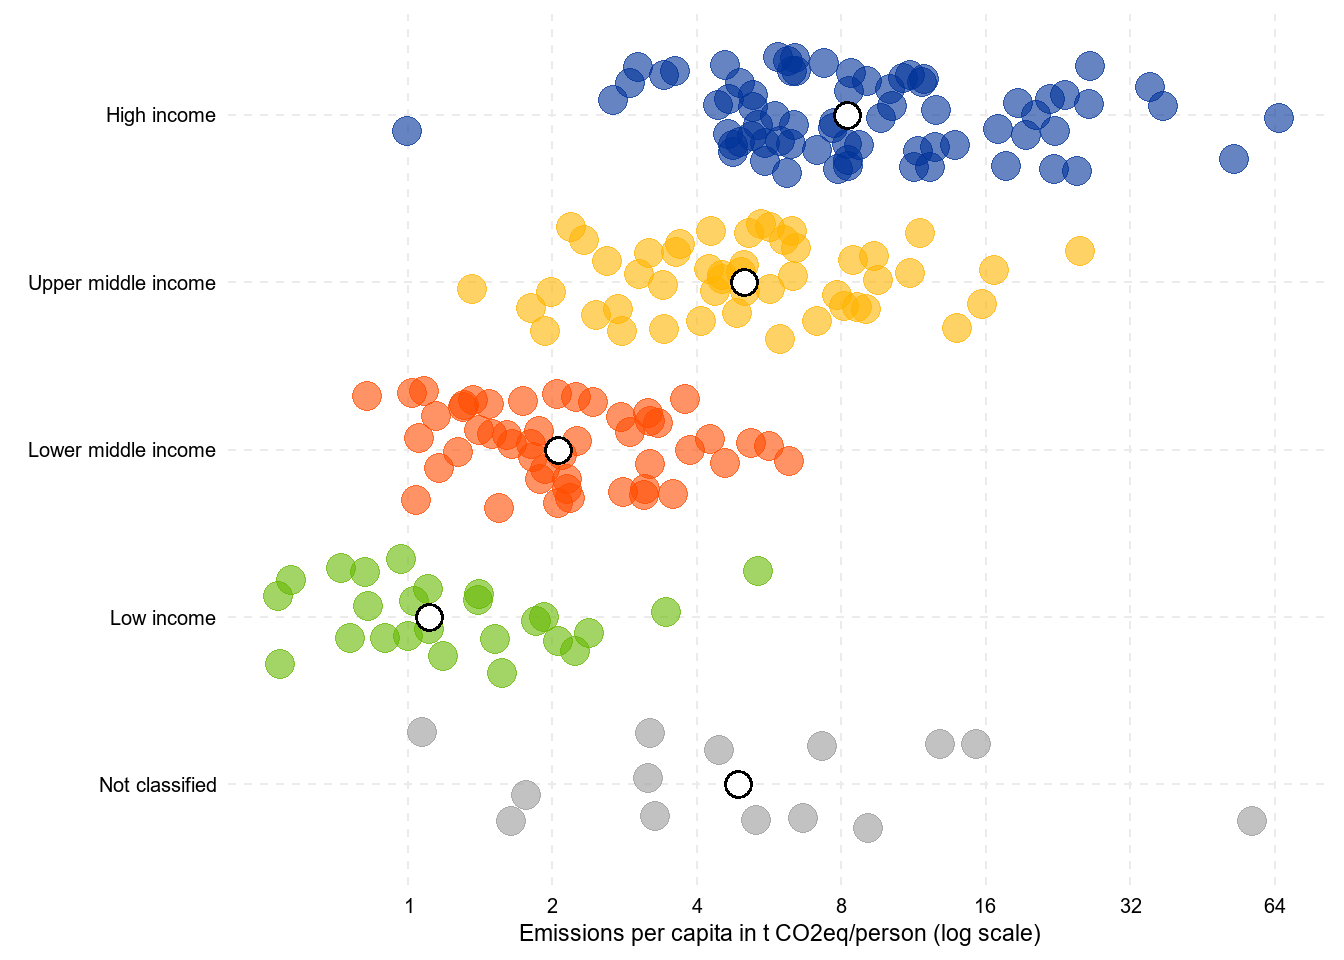 High income
Upper middle income
Lower middle income
Low income
Not classified
1 2 4 8 16 32 64
Emissions per capita in t CO2eq/person (log scale)